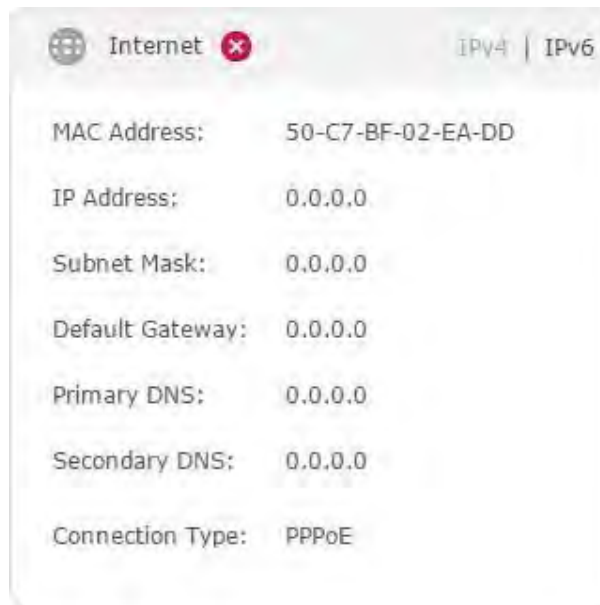 Internet IPv4 | IPv6
MAC Address: 50-C7-BF-02-EA-DD
IP Address: 0.0.0.0
Subnet Mask: 0.0.0.0
Default Gateway: 0.0.0.0
Primary DNS: 0.0.0.0
Secondary DNS: 0.0.0.0
Connection Type: PPPoE